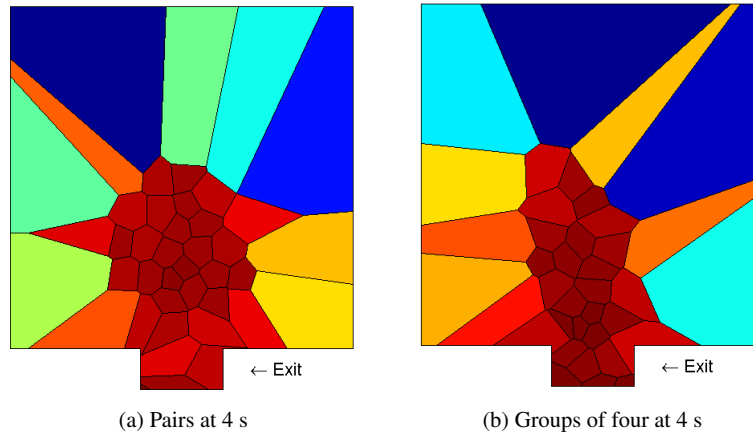 ← Exit
← Exit
(a) Pairs at 4 s
(b) Groups of four at 4 s